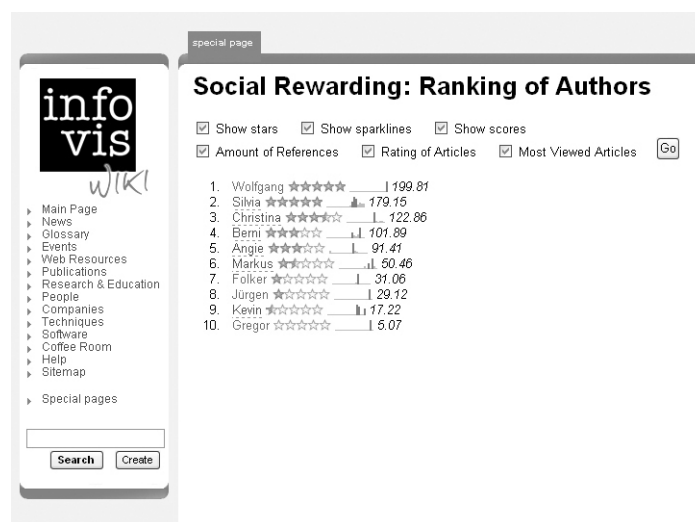 special page
info
vis
WIKI
Main Page
News
Glossary
Events
Web Resources
Publications
Research & Education
People
Companies
Techniques
Software
Coffee Room
Help
Sitemap
Special pages
Search Create
Social Rewarding: Ranking of Authors
Show stars Show sparklines Show scores
Amount of References Rating of Articles Most Viewed Articles Go
1. Wolfgang 199.81
2. Silvia 179.15
3. Christina 122.86
4. Berni 101.89
5. Angie 91.41
6. Markus 50.46
7. Folker 31.06
8. Jürgen 29.12
9. Kevin 17.22
10. Gregor 5.07